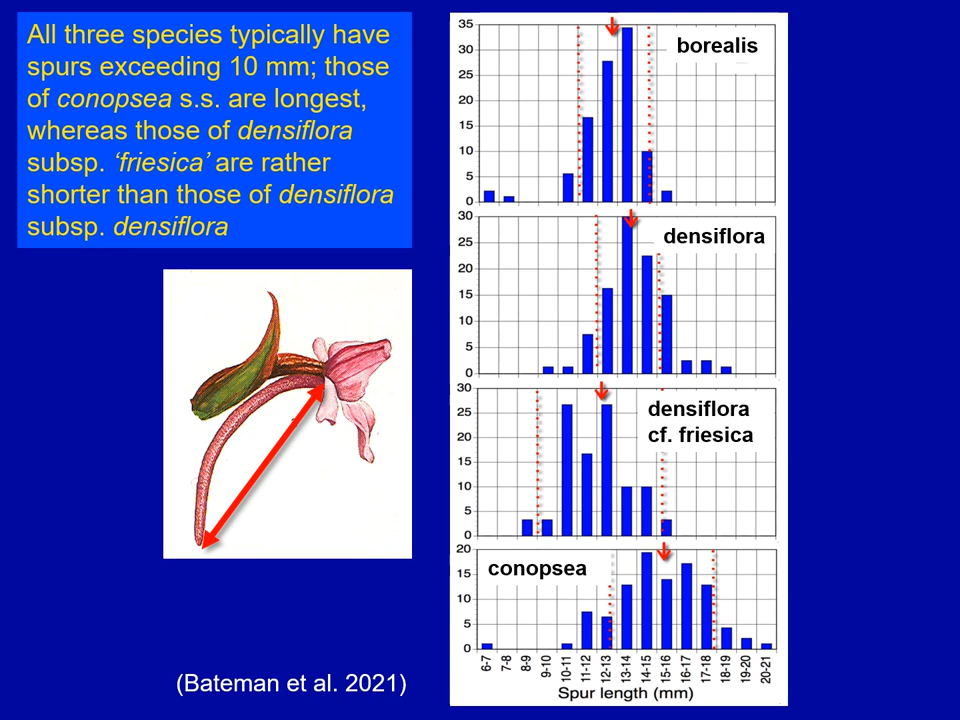 All three species typically have
spurs exceeding 10 mm; those
of conopsea s.s. are longest,
whereas those of densiflora
subsp. ‘friesica’ are rather
shorter than those of densiflora
subsp. densiflora
35
30
25
20
15
10
5
0
borealis
30
25
20
15
10
5
0
densiflora
30
25
20
15
10
5
0
densiflora
cf. friesica
20
15
10
5
0
conopsea
6-7 7-8 8-9 9-10 10-11 11-12 12-13 13-14 14-15 15-16 16-17 17-18 18-19 19-20 20-21
Spur length (mm)
(Bateman et al. 2021)